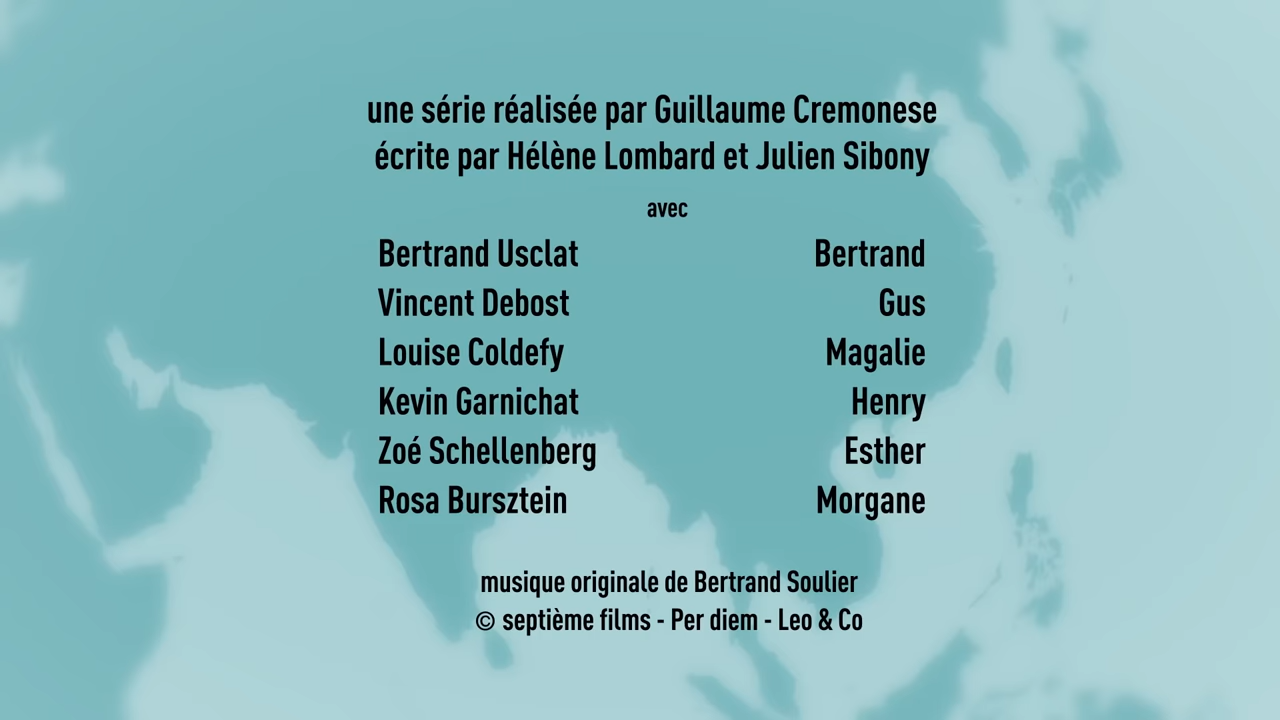 une série réalisée par Guillaume Cremonese
écrite par Hélène Lombard et Julien Sibony
avec
Bertrand Usclat Bertrand
Vincent Debost Gus
Louise Coldefy Magalie
Kevin Garnichat Henry
Zoé Schellenberg Esther
Rosa Bursztein Morgane
musique originale de Bertrand Soulier
© septième films - Per diem - Leo & Co